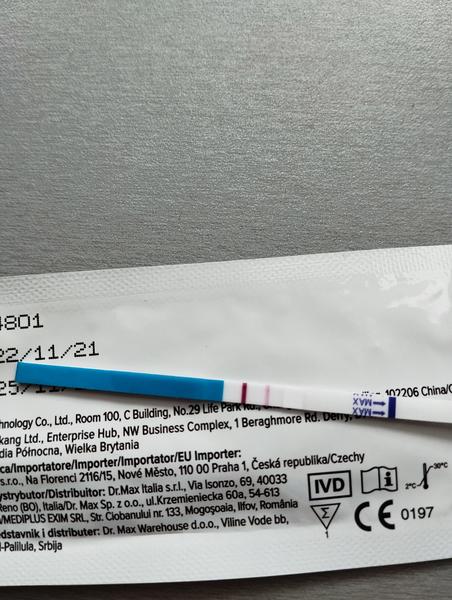 4801
22/11/21
102206 China/C
hnology Co., Ltd., Room 100, C Building, No.29 Life Park
kang Ltd., Enterprise Hub, NW Business Complex, 1 Beraghmore Rd. Derry,
dia Północna, Wielka Brytania
ca/Importatore/Importer/Importator/EU Importer:
s.r.o., Na Florenci 2116/15, Nové Město, 110 00 Praha 1, Česká republika/Czechy
ystrybutor/Distributor: Dr.Max Italia s.r.l., Via Isonzo, 69, 40033
Reno (BO), Italia/Dr. Max Sp. z o.o., ul.Krzemieniecka 60a, 54-613
/MEDIPLUS EXIM SRL, Str. Ciobanului nr. 133, Mogoșoaia, Ilfov, România
edstavnik i distributer: Dr. Max Warehouse d.o.o., Viline Vode bb,
d-Palilula, Srbija
MAX
MAX
IVD
i
2°C
30°C
1
CE 0197